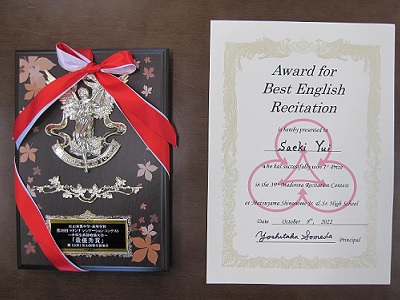 「最優秀賞」
Award for
Best English
Recitation
is hereby presented to
Saeki Yui
who has successfully won 1st Prize
in the 39th Madonna Recitation Contest
at Matsuyama Shinonome Jr. & Sr. High School
Date October 8th, 2022
Yoshitaka Somada
Principal